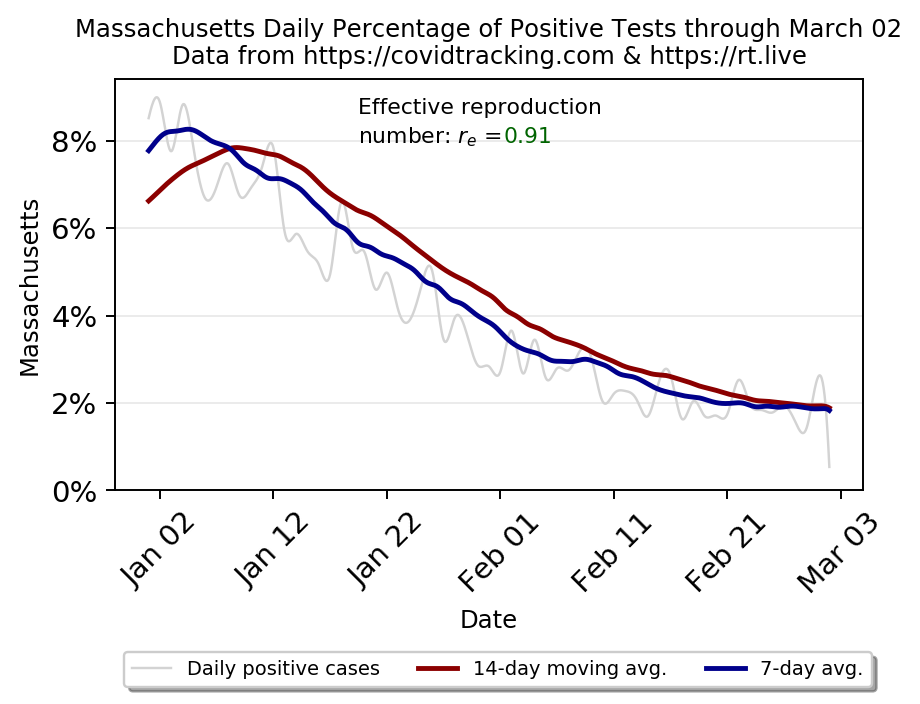 Massachusetts Daily Percentage of Positive Tests through March 02
Data from https://covidtracking.com & https://rt.live
Effective reproduction
number: rₑ =0.91
Massachusetts
8%
6%
4%
2%
0%
Jan 02
Jan 12
Jan 22
Feb 01
Feb 11
Feb 21
Mar 03
Date
Daily positive cases
14-day moving avg.
7-day avg.